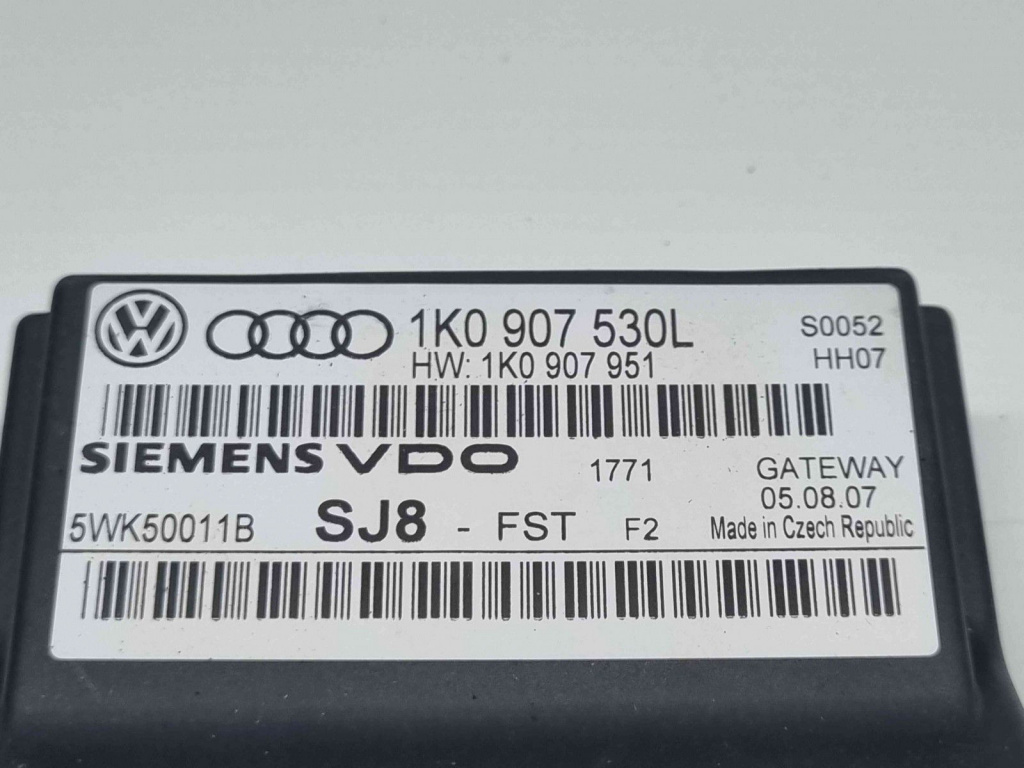 1K0 907 530L S0052
HW: 1K0 907 951 HH07
SIEMENS VDO 1771 GATEWAY
05.08.07
5WK50011B SJ8 - FST F2 Made in Czech Republic